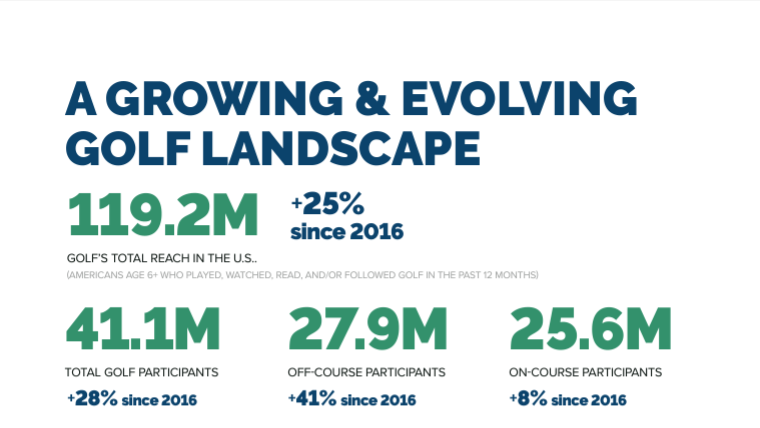 A GROWING & EVOLVING
GOLF LANDSCAPE
119.2M
+25%
since 2016
GOLF'S TOTAL REACH IN THE U.S..
(AMERICANS AGE 6+ WHO PLAYED, WATCHED, READ, AND/OR FOLLOWED GOLF IN THE PAST 12 MONTHS)
41.1M
TOTAL GOLF PARTICIPANTS
+28% since 2016
27.9M
OFF-COURSE PARTICIPANTS
+41% since 2016
25.6M
ON-COURSE PARTICIPANTS
+8% since 2016